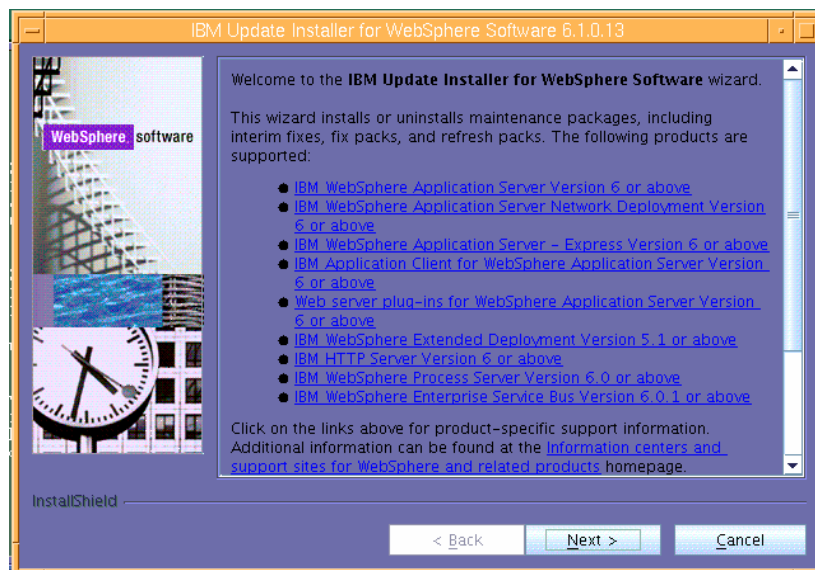 IBM Update Installer for WebSphere Software 6.1.0.13
WebSphere software
Welcome to the IBM Update Installer for WebSphere Software wizard.
This wizard installs or uninstalls maintenance packages, including
interim fixes, fix packs, and refresh packs. The following products are
supported:
IBM WebSphere Application Server Version 6 or above
IBM WebSphere Application Server Network Deployment Version
6 or above
IBM WebSphere Application Server – Express Version 6 or above
IBM Application Client for WebSphere Application Server Version
6 or above
Web server plug-ins for WebSphere Application Server Version
6 or above
IBM WebSphere Extended Deployment Version 5.1 or above
IBM HTTP Server Version 6 or above
IBM WebSphere Process Server Version 6.0 or above
IBM WebSphere Enterprise Service Bus Version 6.0.1 or above
Click on the links above for product-specific support information.
Additional information can be found at the Information centers and
support sites for WebSphere and related products homepage.
InstallShield
< Back Next > Cancel